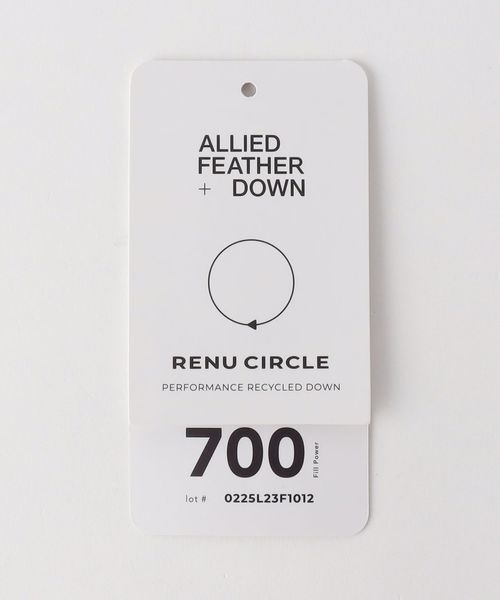 ALLIED
FEATHER
+ DOWN
RENU CIRCLE
PERFORMANCE RECYCLED DOWN
700 Fill Power
lot # 0225L23F1012